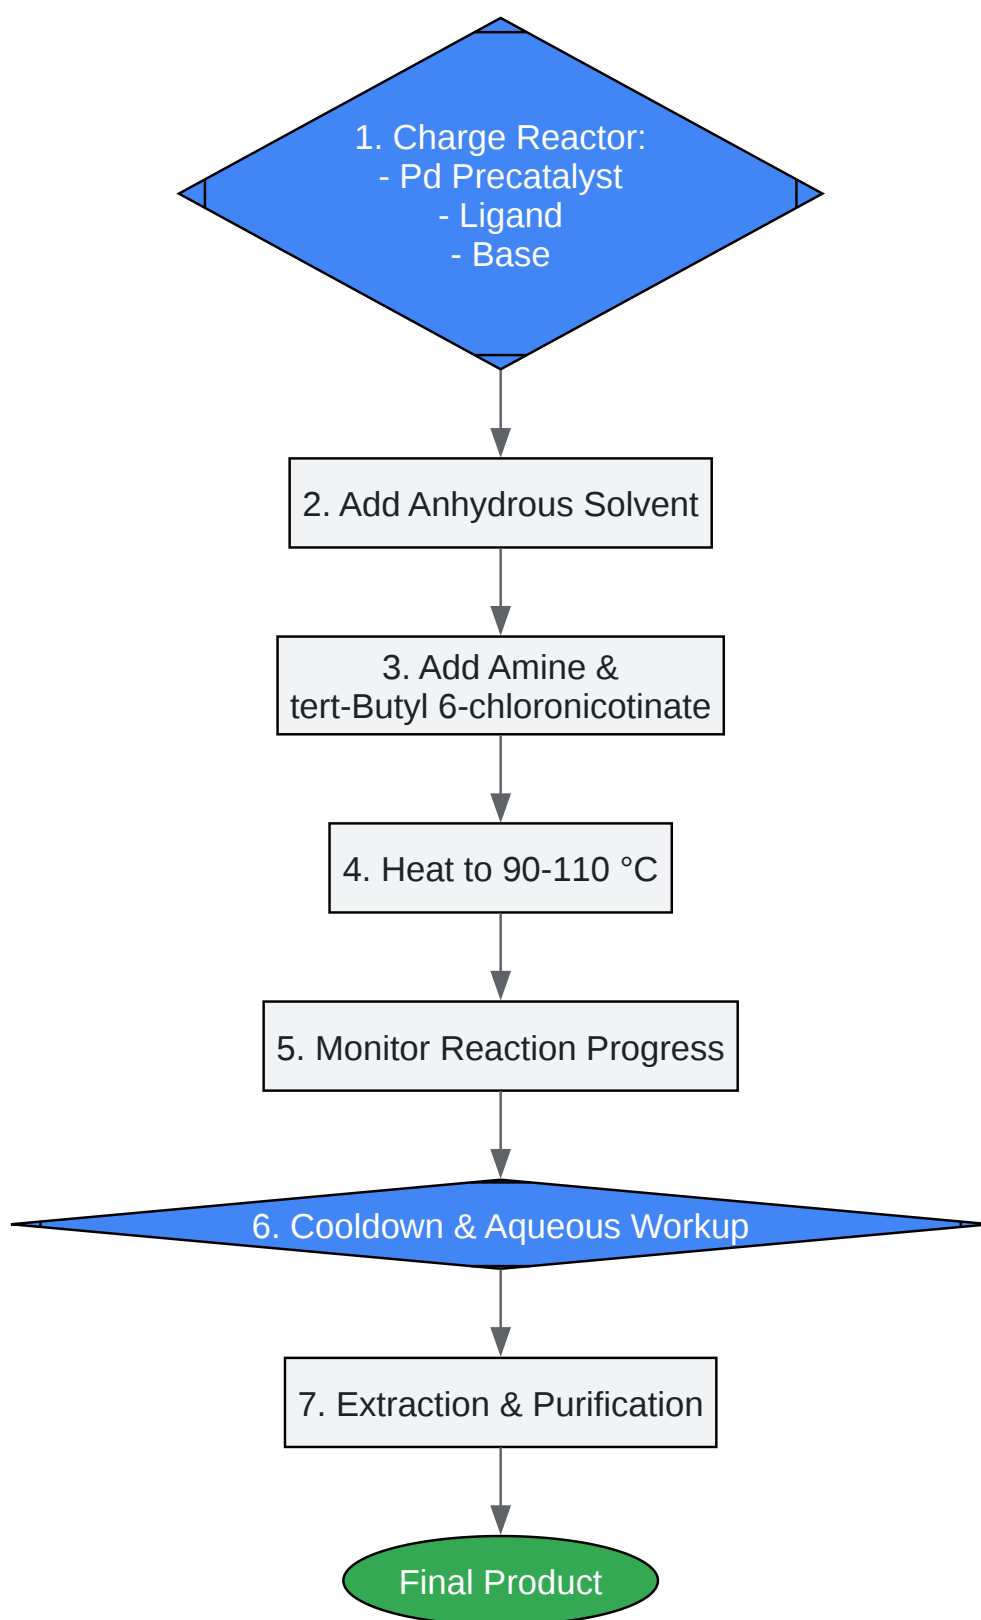 1. Charge Reactor:
- Pd Precatalyst
- Ligand
- Base
2. Add Anhydrous Solvent
3. Add Amine &
tert-Butyl 6-chloronicotinate
4. Heat to 90-110 °C
5. Monitor Reaction Progress
6. Cooldown & Aqueous Workup
7. Extraction & Purification
Final Product